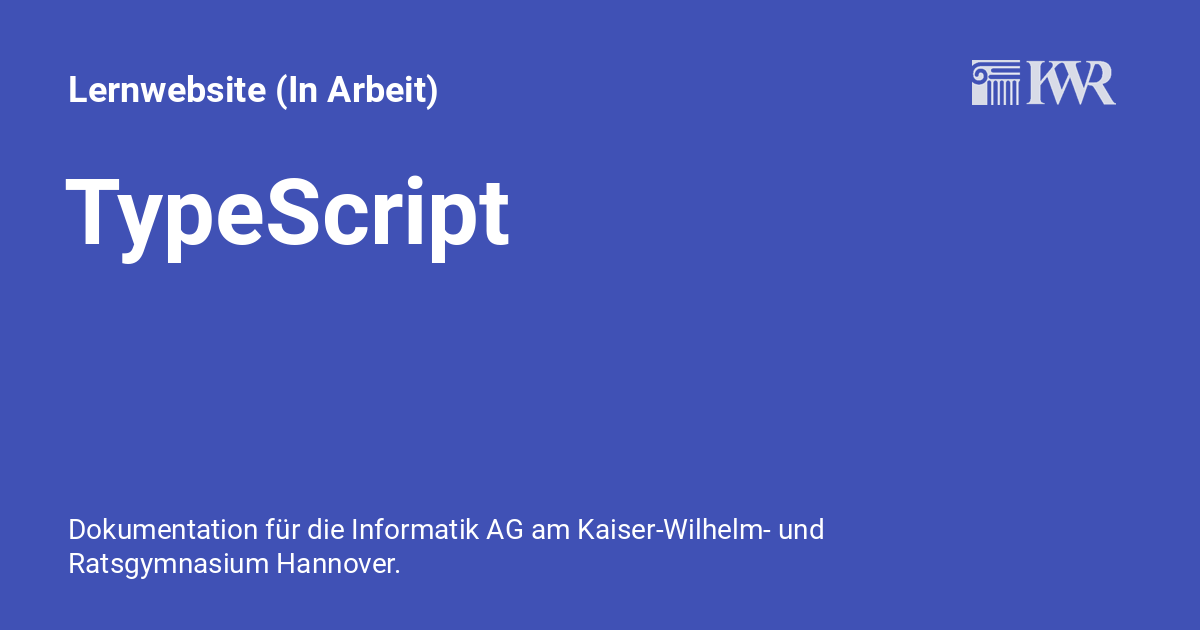 Lernwebsite (In Arbeit)
KWR
TypeScript
Dokumentation für die Informatik AG am Kaiser-Wilhelm- und
Ratsgymnasium Hannover.